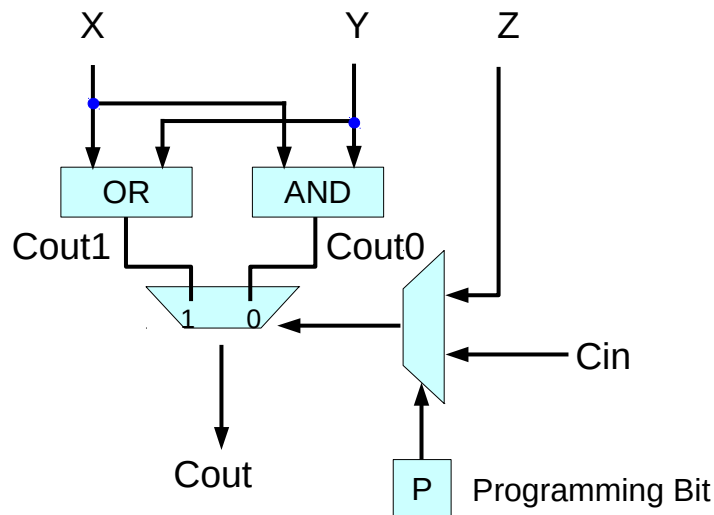 X Y Z
OR AND
Cout1 Cout0
1 0
Cin
Cout
P Programming Bit